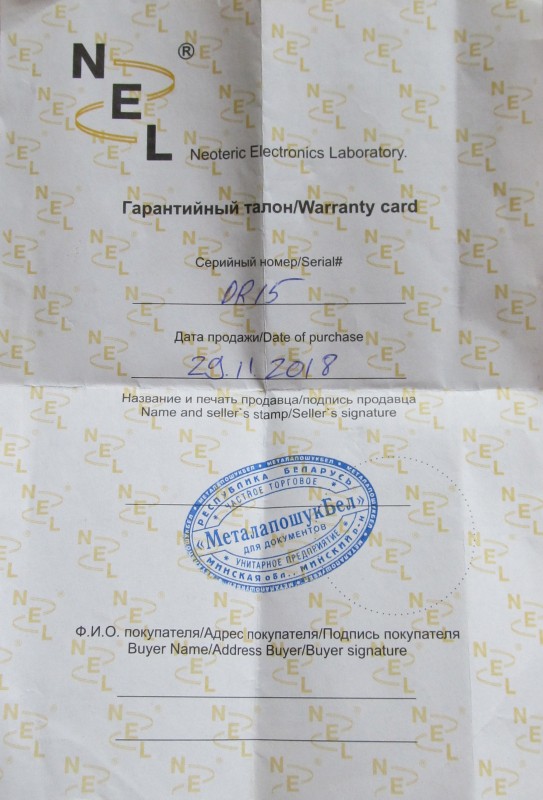 NEL ®
Neoteric Electronics Laboratory.
Гарантийный талон/Warranty card
Серийный номер/Serial#
DR15
Дата продажи/Date of purchase
29.11.2018
Название и печать продавца/подпись продавца
Name and seller`s stamp/Seller`s signature
МЕТАЛАПОШУКБЕЛ
РЕСПУБЛИКА БЕЛАРУСЬ
ЧАСТНОЕ ТОРГОВОЕ
«МеталапошукБел»
ДЛЯ ДОКУМЕНТОВ
УНИТАРНОЕ ПРЕДПРИЯТИЕ
МИНСКАЯ обл., МИНСКИЙ р-н
Ф.И.О. покупателя/Адрес покупателя/Подпись покупателя
Buyer Name/Address Buyer/Buyer signature